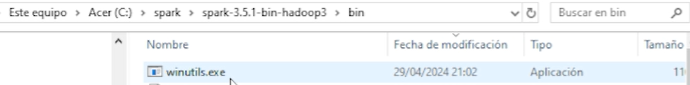 Este equipo > Acer (C:) > spark > spark-3.5.1-bin-hadoop3 > bin
Buscar en bin
Nombre Fecha de modificación Tipo Tamaño
winutils.exe 29/04/2024 21:02 Aplicación